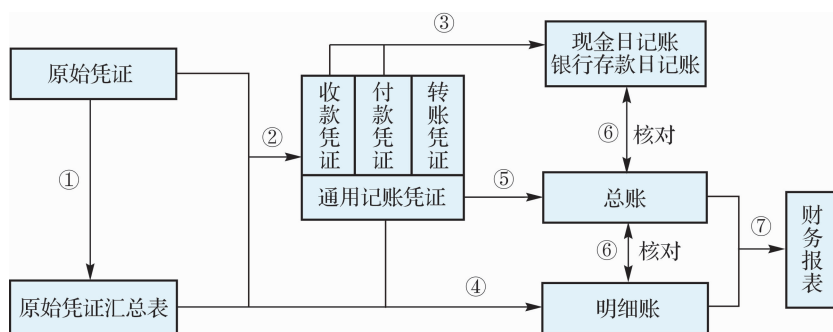 原始凭证
①
原始凭证汇总表
②
收款凭证
付款凭证
转账凭证
通用记账凭证
③
现金日记账
银行存款日记账
⑥ 核对
⑤
总账
⑥ 核对
④
明细账
⑦
财务报表